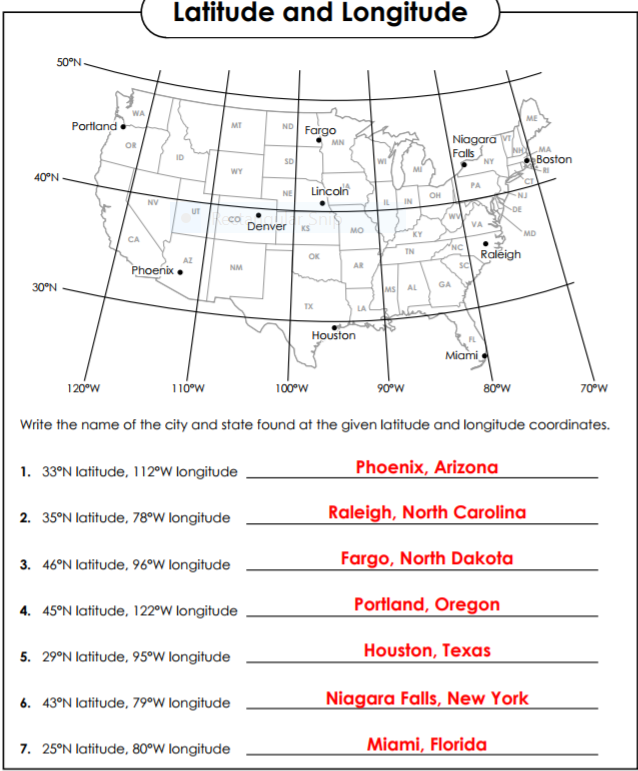 Latitude and Longitude
50°N
WA
Portland
OR
MT
ND
Fargo
MN
ID
WY
SD
WI
MI
Niagara
Falls
NY
VT
NH
ME
MA
Boston
RI
CT
40°N
NV
UT
CO
Denver
NE
Lincoln
IA
KS
MO
IL
IN
OH
PA
NJ
DE
MD
WV
VA
KY
CA
AZ
Phoenix
NM
OK
AR
TN
NC
Raleigh
SC
30°N
TX
LA
MS
AL
GA
Houston
FL
Miami
120°W
110°W
100°W
90°W
80°W
70°W
Write the name of the city and state found at the given latitude and longitude coordinates.
1. 33°N latitude, 112°W longitude Phoenix, Arizona
2. 35°N latitude, 78°W longitude Raleigh, North Carolina
3. 46°N latitude, 96°W longitude Fargo, North Dakota
4. 45°N latitude, 122°W longitude Portland, Oregon
5. 29°N latitude, 95°W longitude Houston, Texas
6. 43°N latitude, 79°W longitude Niagara Falls, New York
7. 25°N latitude, 80°W longitude Miami, Florida